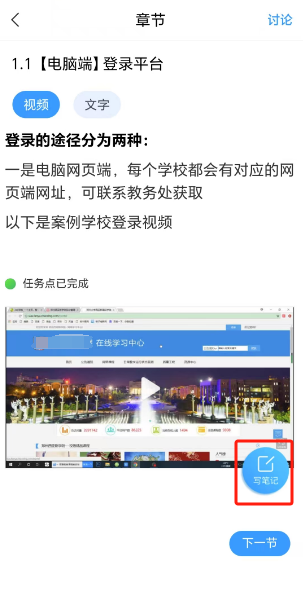 章节
讨论
1.1【电脑端】登录平台
视频
文字
登录的途径分为两种：
一是电脑网页端，每个学校都会有对应的网
页端网址，可联系教务处获取
以下是案例学校登录视频
任务点已完成
在线学习中心
写笔记
下一节